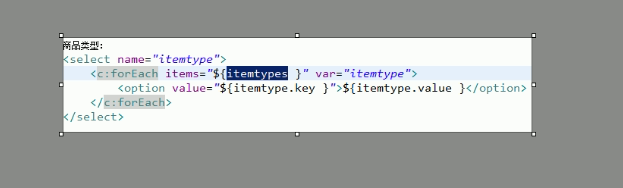 商品类型:
<select name="itemtype">
<c:forEach items="${itemtypes }" var="itemtype">
<option value="${itemtype.key }">${itemtype.value }</option>
</c:forEach>
</select>